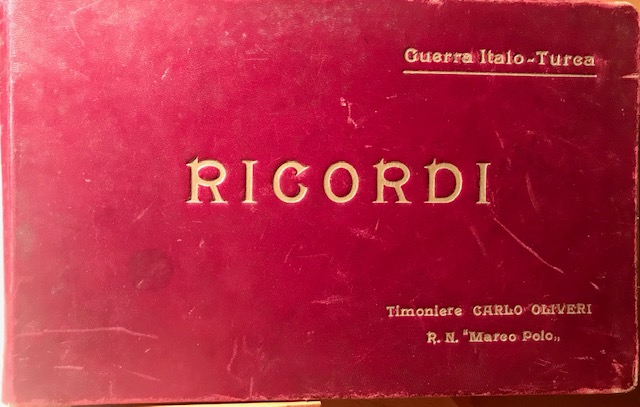 Guerra Italo-Turca
RICORDI
Timoniere CARLO OLIVERI
R. N. "Marco Polo„